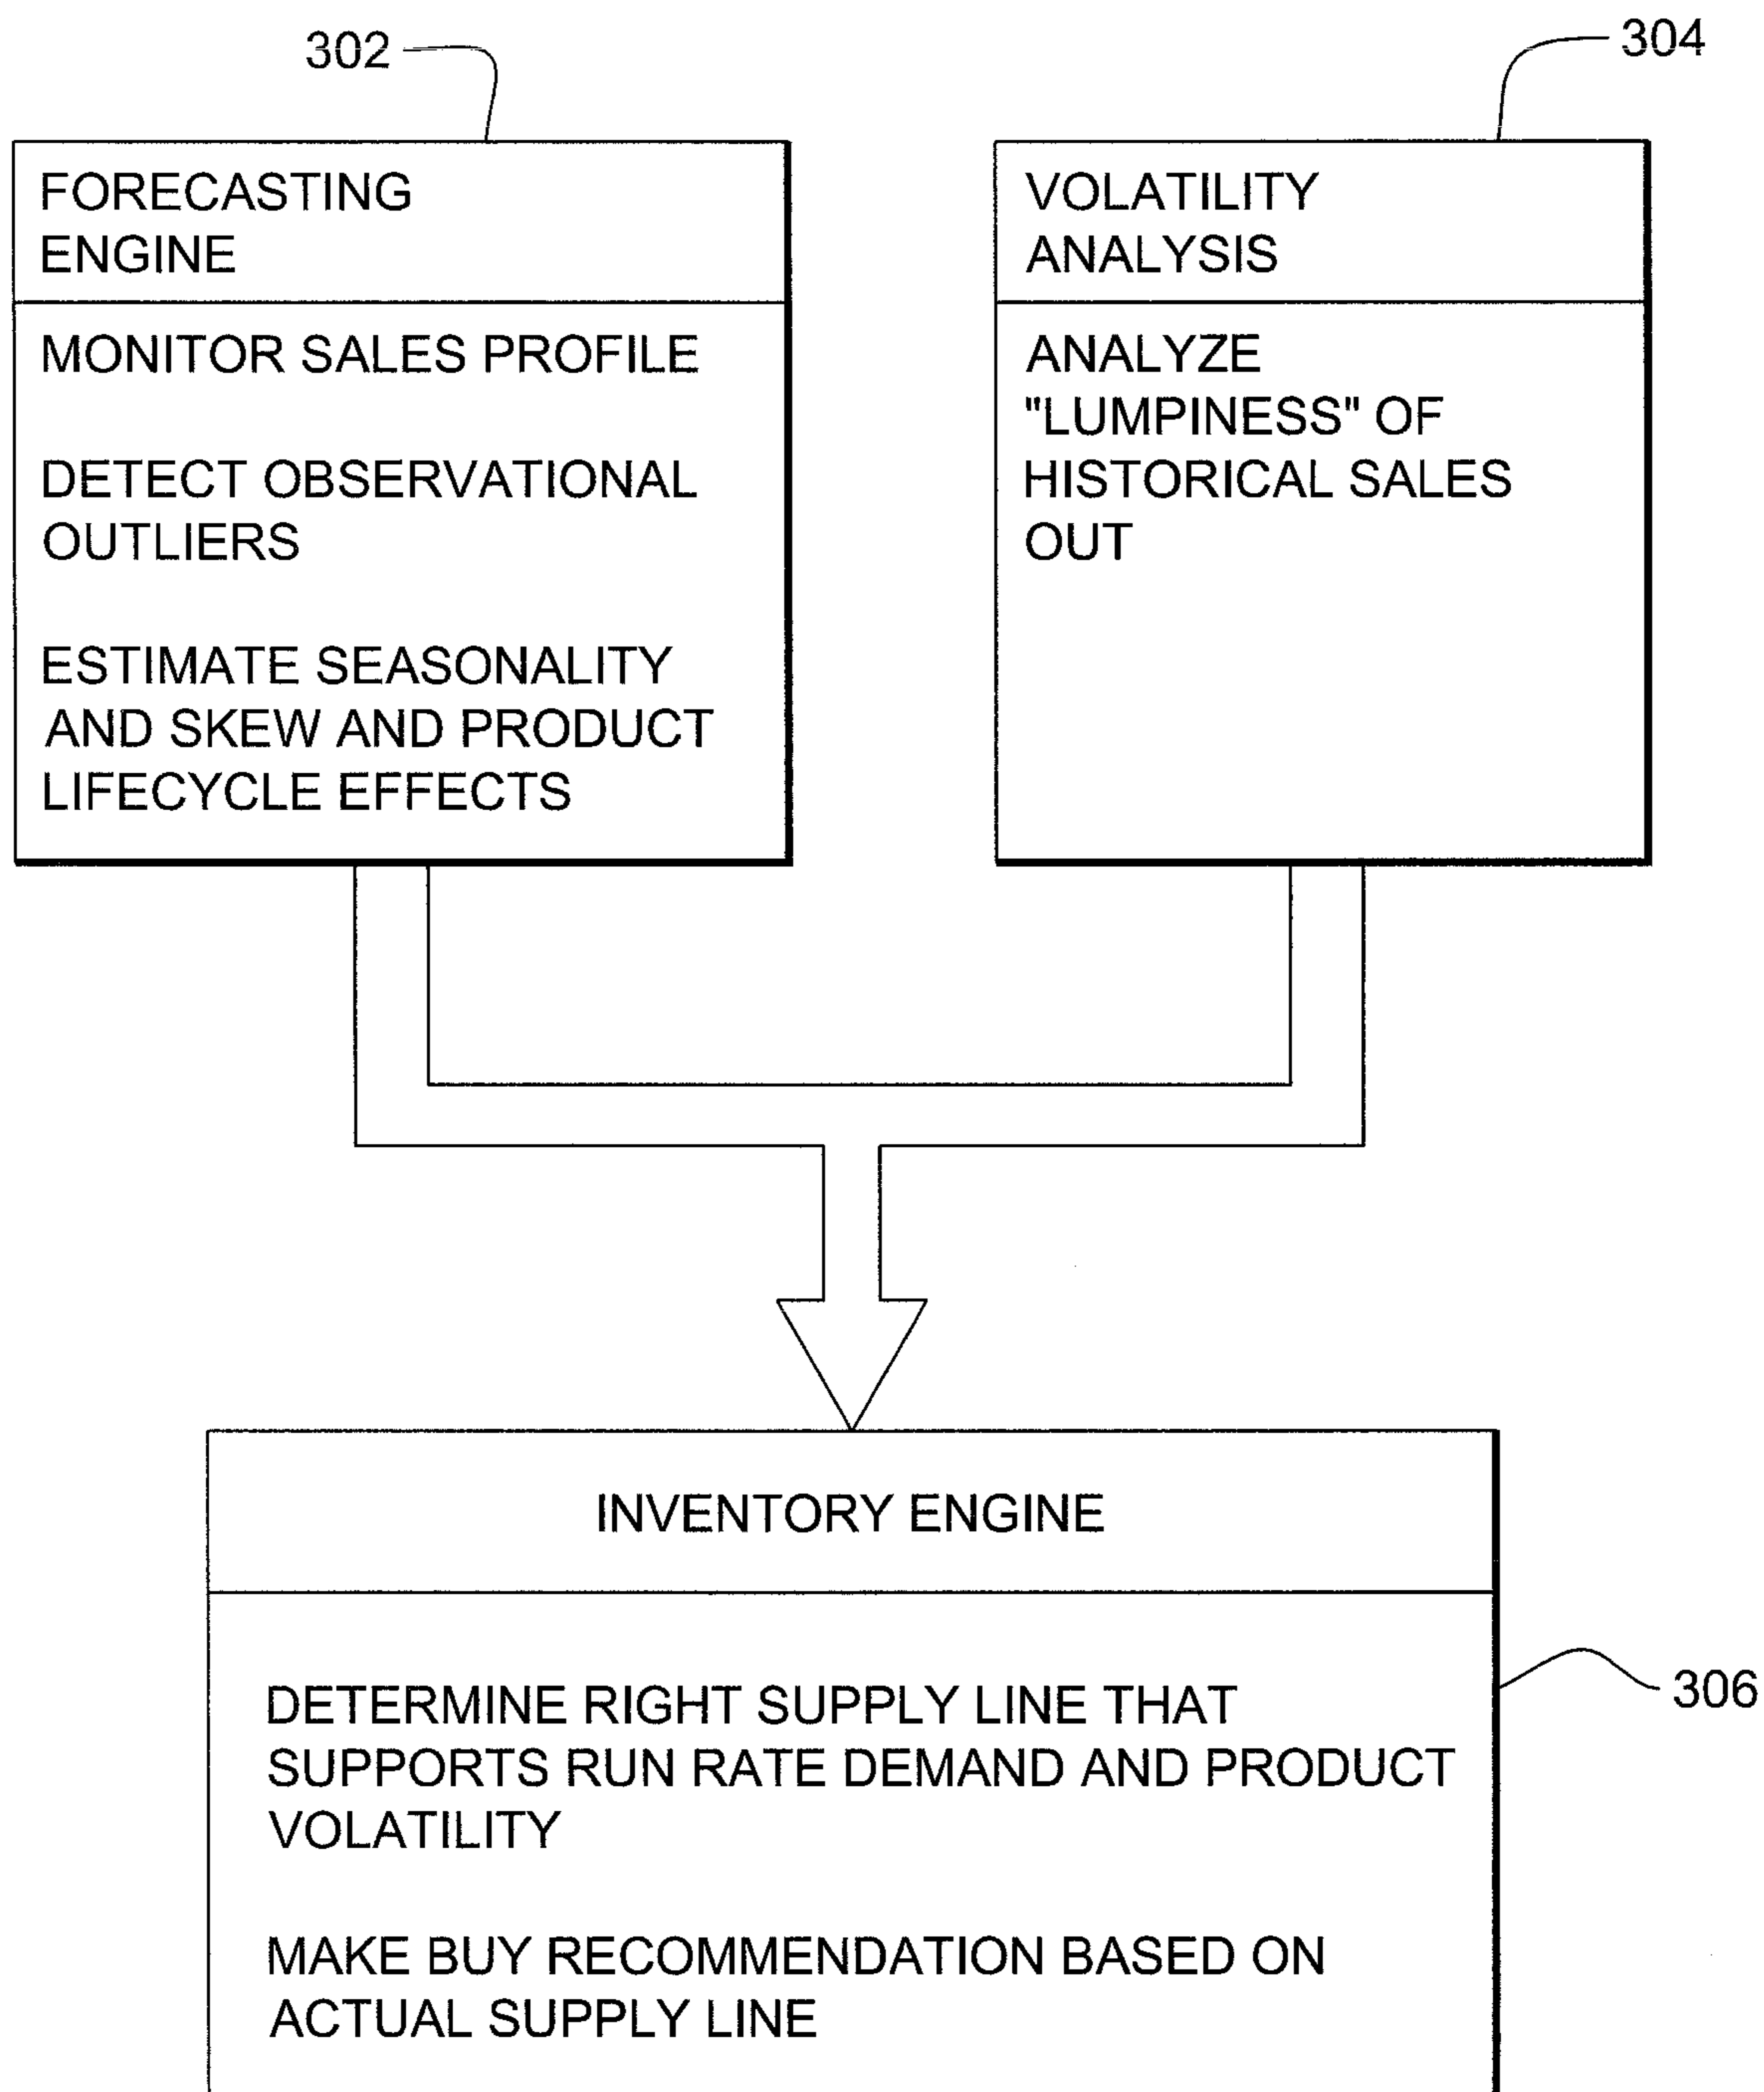 302
304
FORECASTING
ENGINE
MONITOR SALES PROFILE
DETECT OBSERVATIONAL
OUTLIERS
ESTIMATE SEASONALITY
AND SKEW AND PRODUCT
LIFECYCLE EFFECTS
VOLATILITY
ANALYSIS
ANALYZE
"LUMPINESS" OF
HISTORICAL SALES
OUT
INVENTORY ENGINE
DETERMINE RIGHT SUPPLY LINE THAT
SUPPORTS RUN RATE DEMAND AND PRODUCT
VOLATILITY
MAKE BUY RECOMMENDATION BASED ON
ACTUAL SUPPLY LINE
306